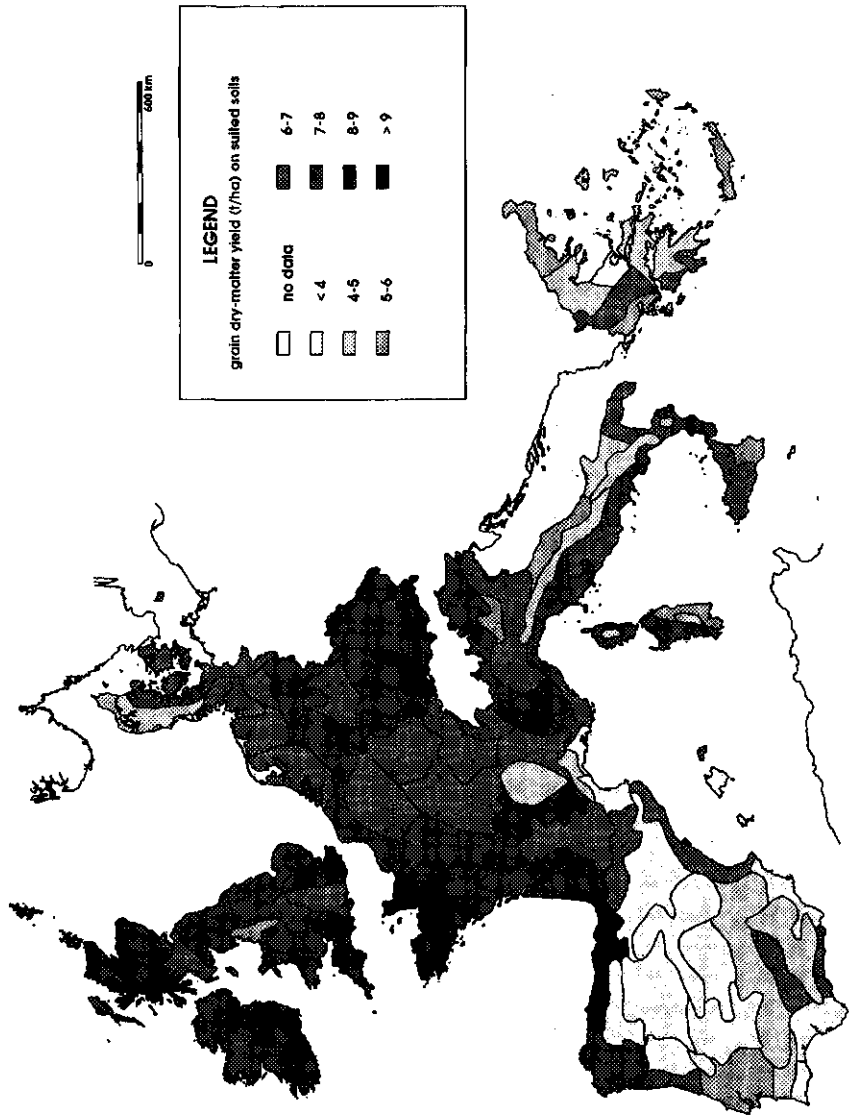 0 600 km
LEGEND
grain dry-matter yield (t/ha) on suited soils
no data 6-7
< 4 7-8
4-5 8-9
5-6 > 9